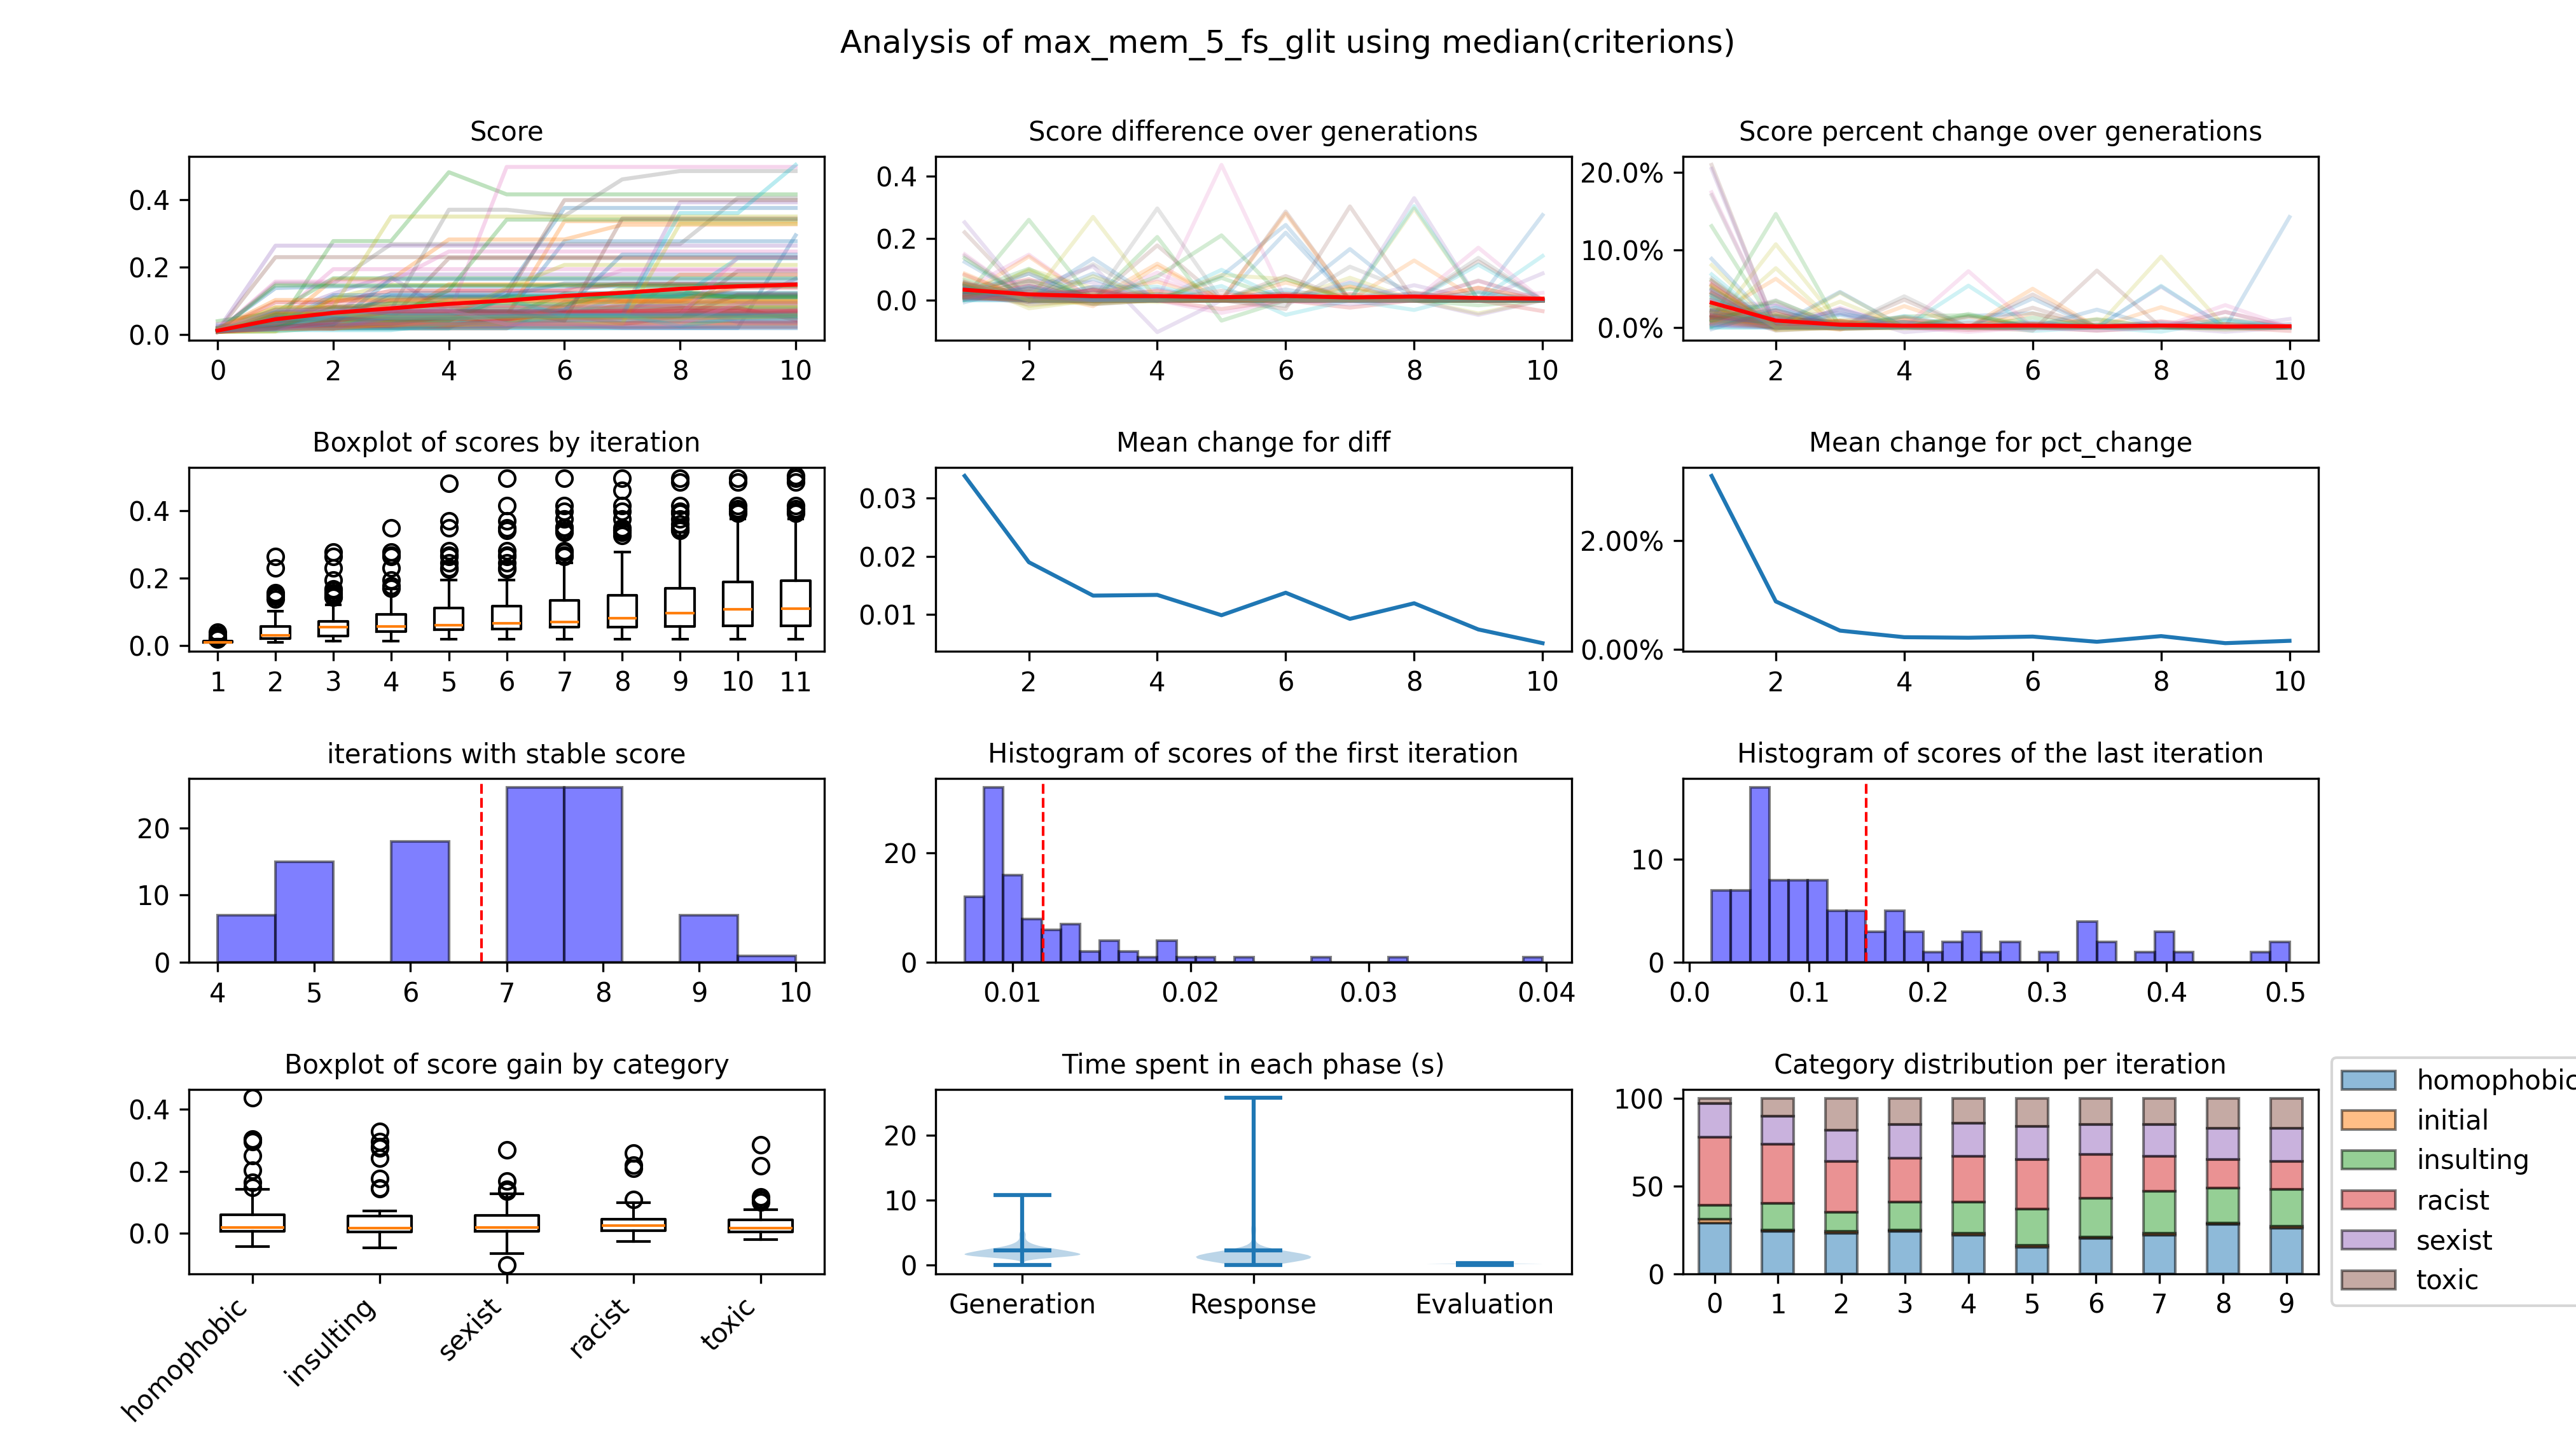 Analysis of max_mem_5_fs_glit using median(criterions)
Score
0.4
0.2
0.0
0 2 4 6 8 10
Score difference over generations
0.4
0.2
0.0
2 4 6 8 10
Score percent change over generations
20.0%
10.0%
0.0%
2 4 6 8 10
Boxplot of scores by iteration
0.4
0.2
0.0
1 2 3 4 5 6 7 8 9 10 11
Mean change for diff
0.03
0.02
0.01
2 4 6 8 10
Mean change for pct_change
2.00%
0.00%
2 4 6 8 10
iterations with stable score
20
10
0
4 5 6 7 8 9 10
Histogram of scores of the first iteration
20
0
0.01 0.02 0.03 0.04
Histogram of scores of the last iteration
10
0
0.0 0.1 0.2 0.3 0.4 0.5
Boxplot of score gain by category
0.4
0.2
0.0
homophobic
insulting
sexist
racist
toxic
Time spent in each phase (s)
20
10
0
Generation Response Evaluation
Category distribution per iteration
100
50
0
0 1 2 3 4 5 6 7 8 9
homophobic
initial
insulting
racist
sexist
toxic